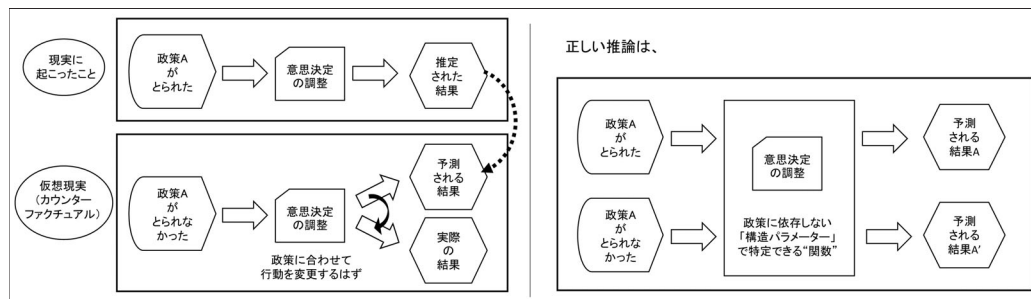 現実に
起こったこと
政策A
が
とられた
意思決定
の調整
推定
された
結果
仮想現実
(カウンター
ファクチュアル)
政策A
が
とられな
かった
意思決定
の調整
政策に合わせて
行動を変更するはず
予測
される
結果
実際
の
結果
正しい推論は、
政策A
が
とられた
政策A
が
とられな
かった
意思決定
の調整
政策に依存しない
「構造パラメーター」
で特定できる“関数”
予測
される
結果A
予測
される
結果A'